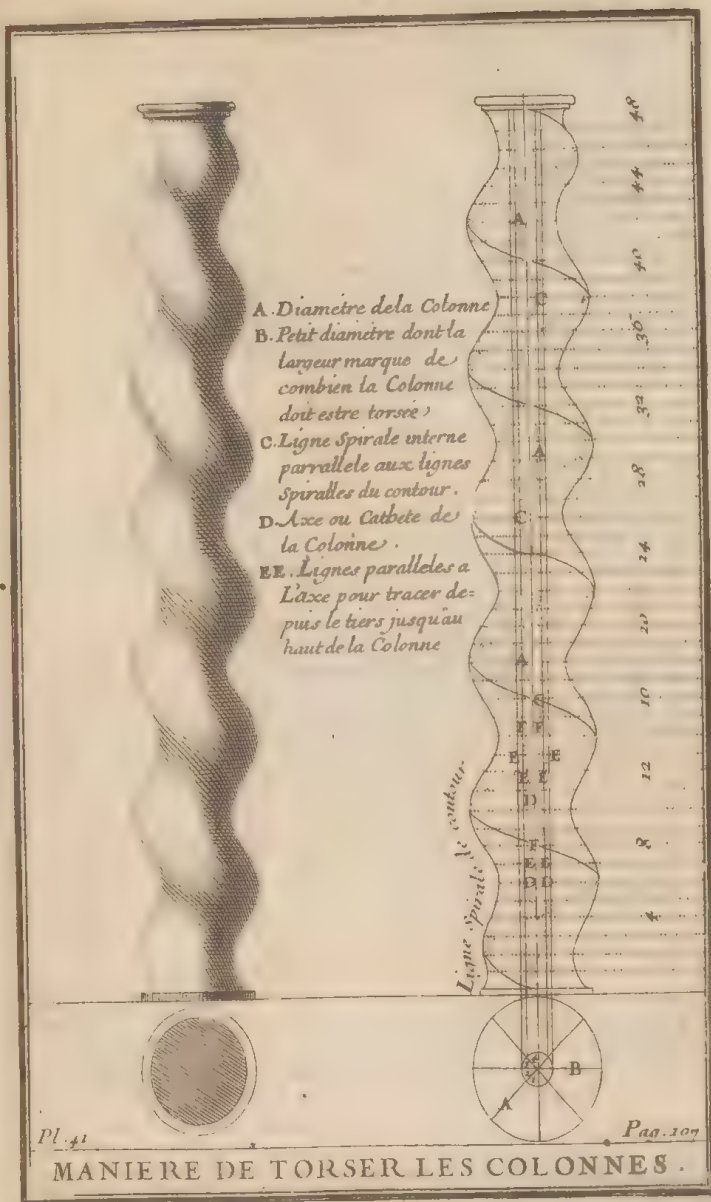 A. Diametre de la Colonne
B. Petit diametre dont la
largeur marque de
combien la Colonne
doit estre torsée
C. Ligne Spirale interne
parrallele aux lignes
Spiralles du contour.
D. Axe ou Cathete de
la Colonne.
EE. Lignes paralleles a
L'axe pour tracer de=
puis le tiers jusqu'au
haut de la Colonne
A
C
A
C
A
C
E E
E E
E E
D
E
E E
D D
B
A
Ligne Spirale de contour
48
44
40
36
32
28
24
20
16
12
8
4
Pl. 41
Pag. 107
MANIERE DE TORSER LES COLONNES.